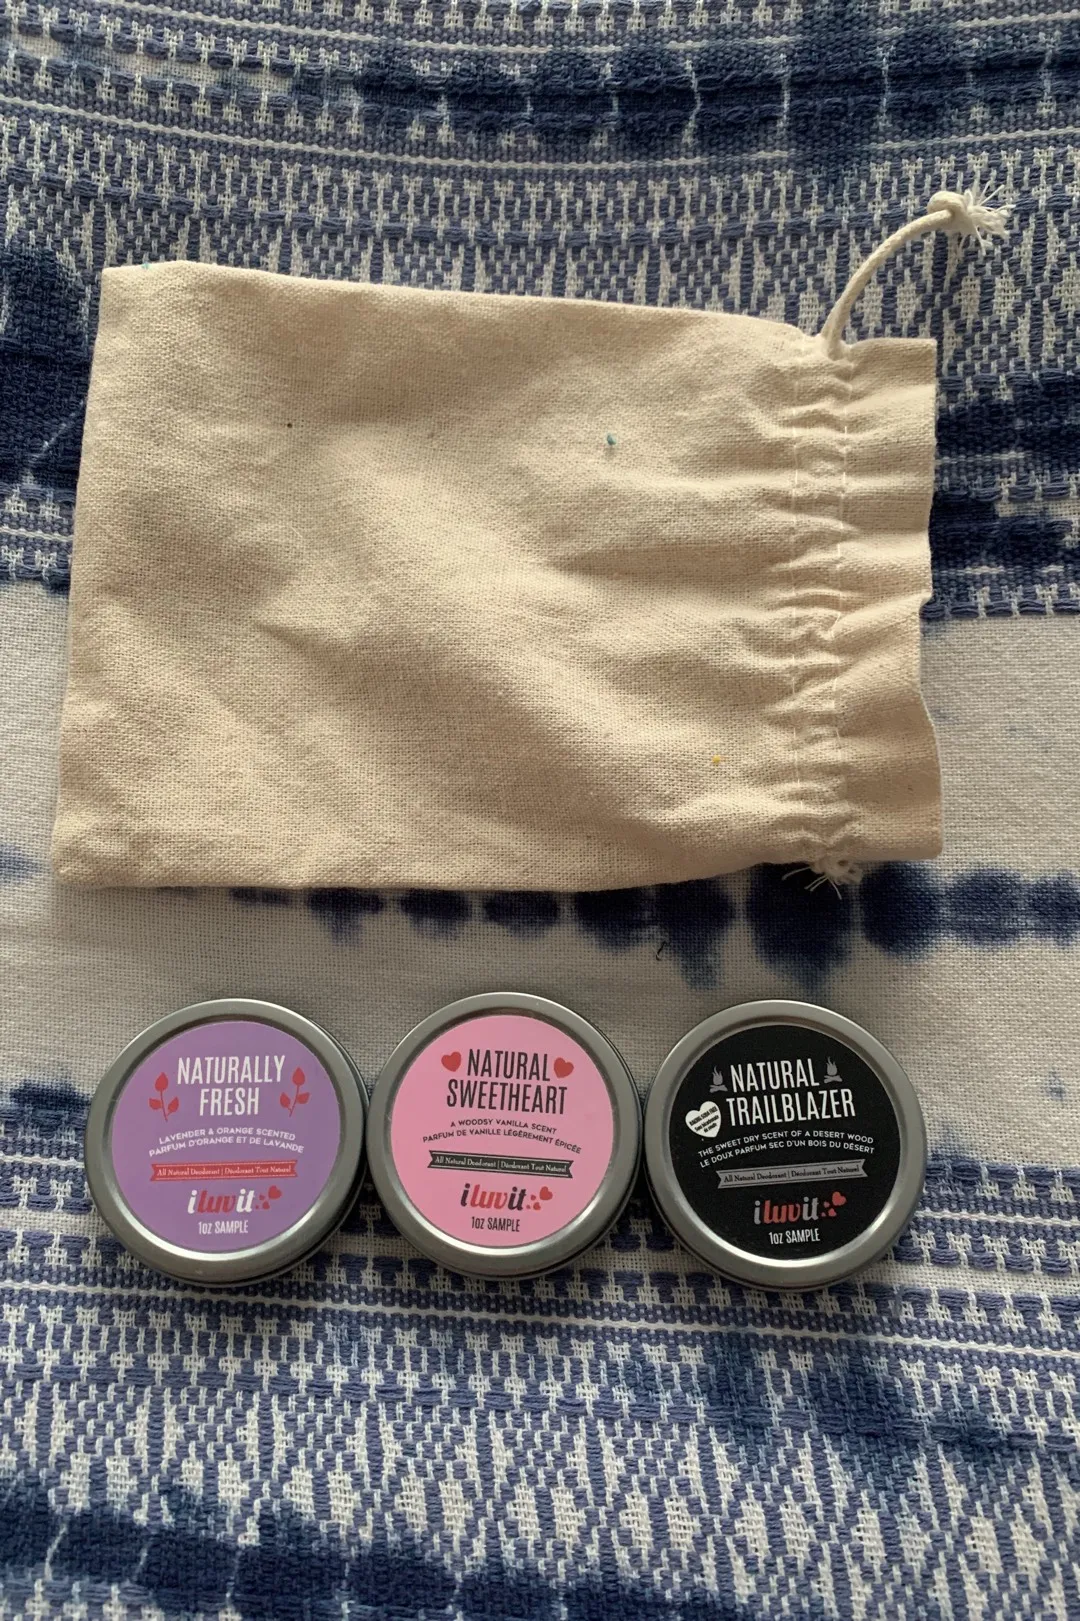 NATURALLY
FRESH
LAVENDER & ORANGE SCENTED
PARFUM D'ORANGE ET DE LAVANDE
All Natural Deodorant | Déodorant Tout Naturel
iluvit
1oz SAMPLE
NATURAL
SWEETHEART
A WOODSY VANILLA SCENT
PARFUM DE VANILLE LÉGÈREMENT ÉPICÉE
All Natural Deodorant | Déodorant Tout Naturel
iluvit
1oz SAMPLE
NATURAL
TRAILBLAZER
THE SWEET DRY SCENT OF A DESERT WOOD
LE DOUX PARFUM SEC D'UN BOIS DU DÉSERT
All Natural Deodorant | Déodorant Tout Naturel
iluvit
1oz SAMPLE